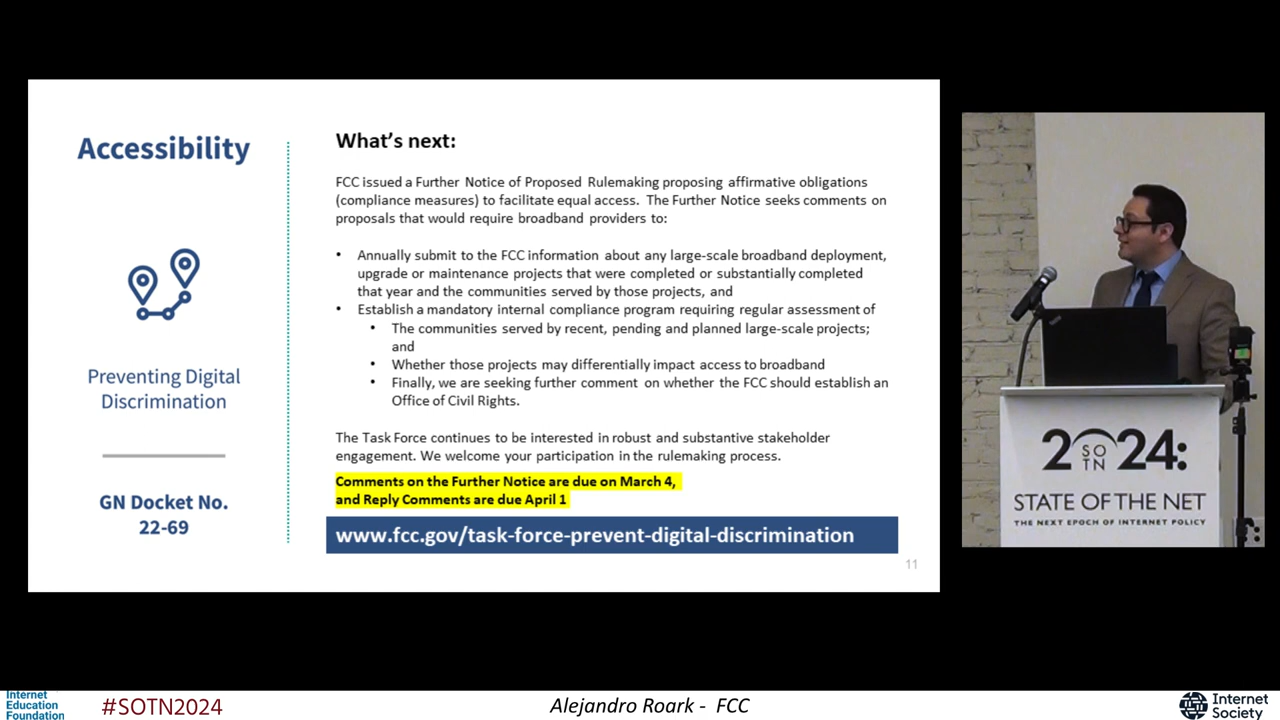 Accessibility
Preventing Digital
Discrimination
GN Docket No.
22-69
What's next:
FCC issued a Further Notice of Proposed Rulemaking proposing affirmative obligations
(compliance measures) to facilitate equal access. The Further Notice seeks comments on
proposals that would require broadband providers to:
• Annually submit to the FCC information about any large-scale broadband deployment,
upgrade or maintenance projects that were completed or substantially completed
that year and the communities served by those projects, and
• Establish a mandatory internal compliance program requiring regular assessment of
• The communities served by recent, pending and planned large-scale projects;
and
• Whether those projects may differentially impact access to broadband
• Finally, we are seeking further comment on whether the FCC should establish an
Office of Civil Rights.
The Task Force continues to be interested in robust and substantive stakeholder
engagement. We welcome your participation in the rulemaking process.
Comments on the Further Notice are due on March 4,
and Reply Comments are due April 1
www.fcc.gov/task-force-prevent-digital-discrimination
11
2024:
SO
TN
STATE OF THE NET
THE NEXT EPOCH OF INTERNET POLICY
Internet
Education
Foundation
#SOTN2024
Alejandro Roark - FCC
Internet
Society